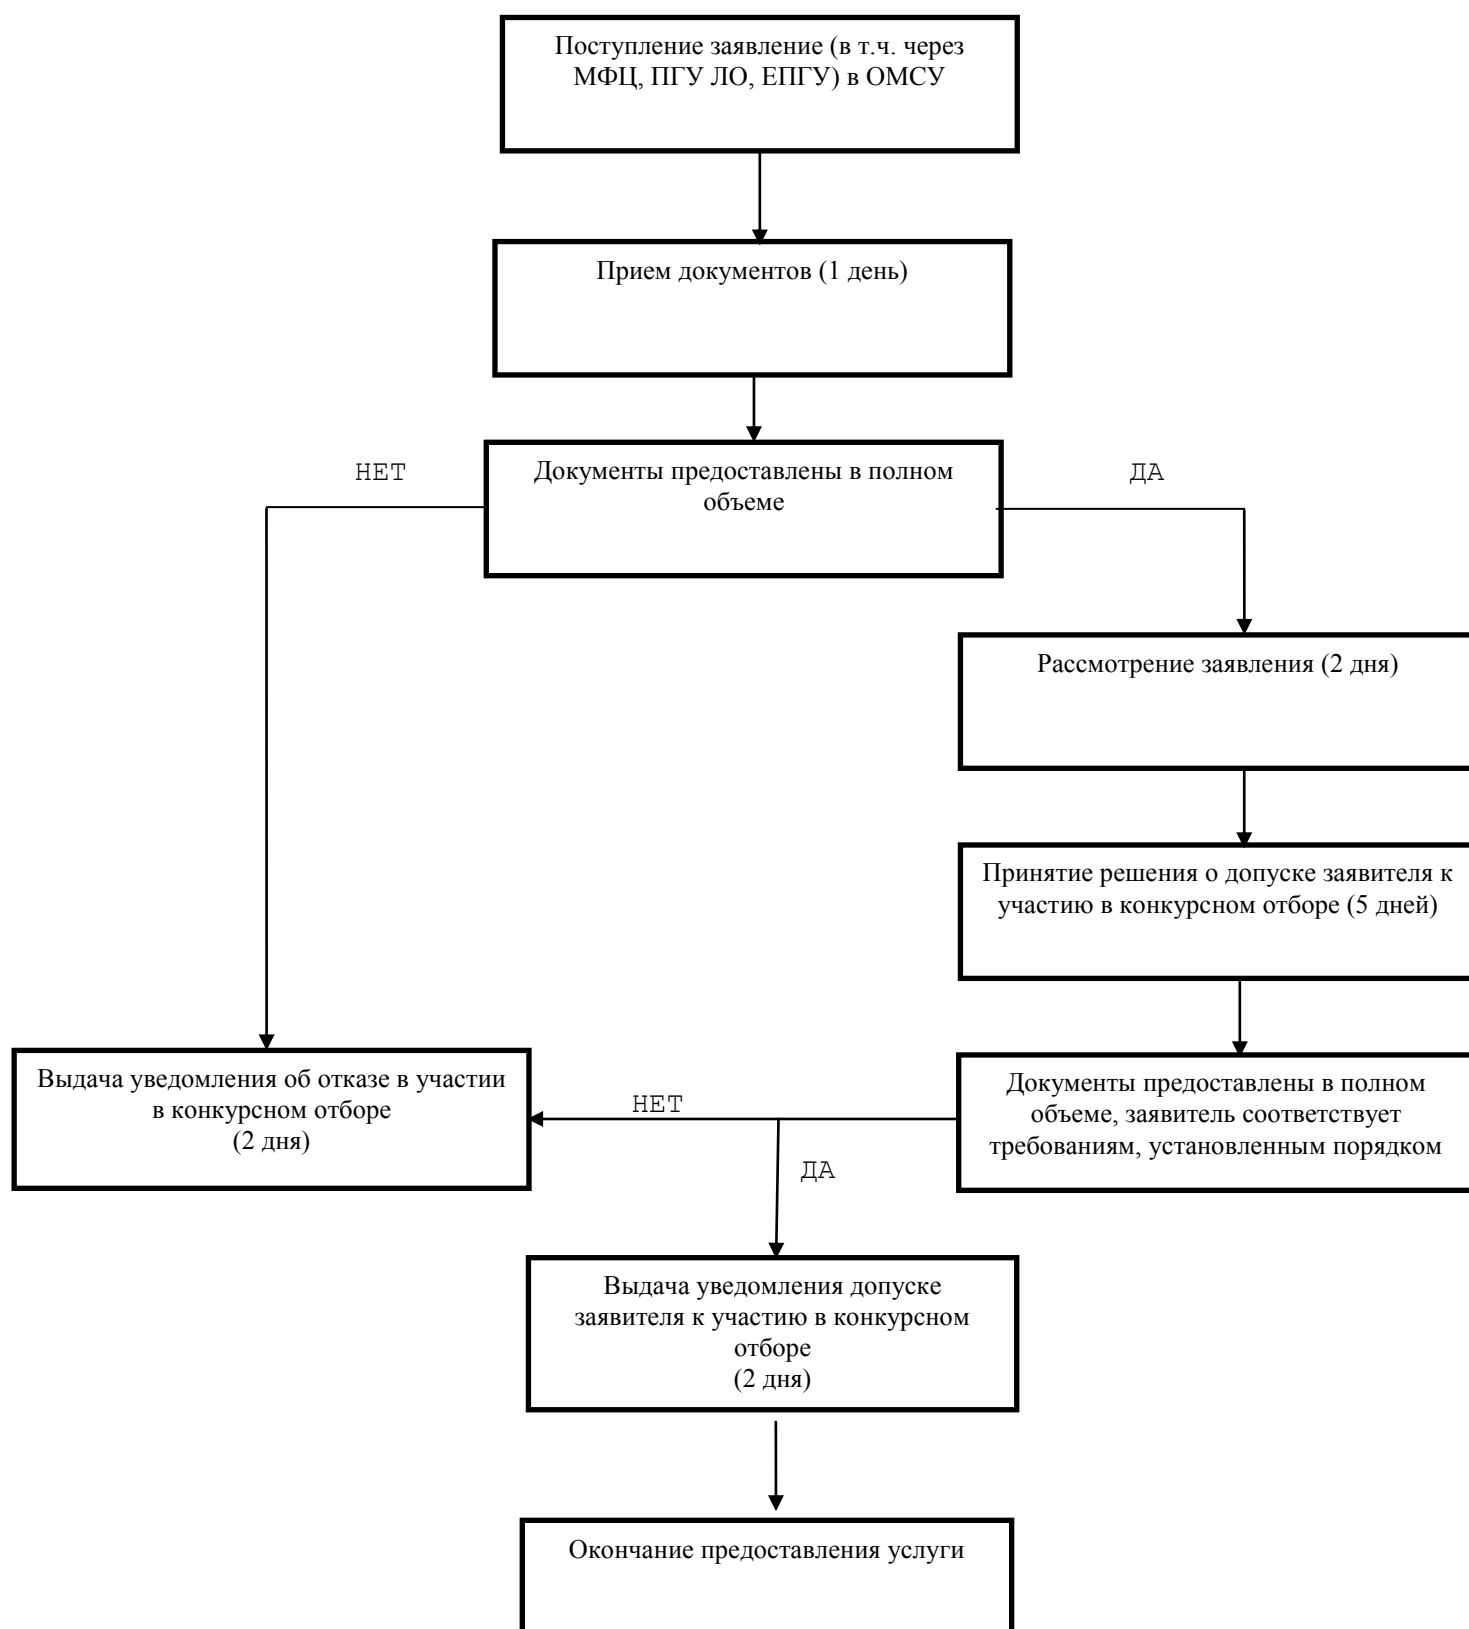 Поступление заявление (в т.ч. через
МФЦ, ПГУ ЛО, ЕПГУ) в ОМСУ
Прием документов (1 день)
НЕТ
Документы предоставлены в полном
объеме
ДА
Рассмотрение заявления (2 дня)
Принятие решения о допуске заявителя к
участию в конкурсном отборе (5 дней)
Выдача уведомления об отказе в участии
в конкурсном отборе
(2 дня)
НЕТ
ДА
Документы предоставлены в полном
объеме, заявитель соответствует
требованиям, установленным порядком
Выдача уведомления допуске
заявителя к участию в конкурсном
отборе
(2 дня)
Окончание предоставления услуги